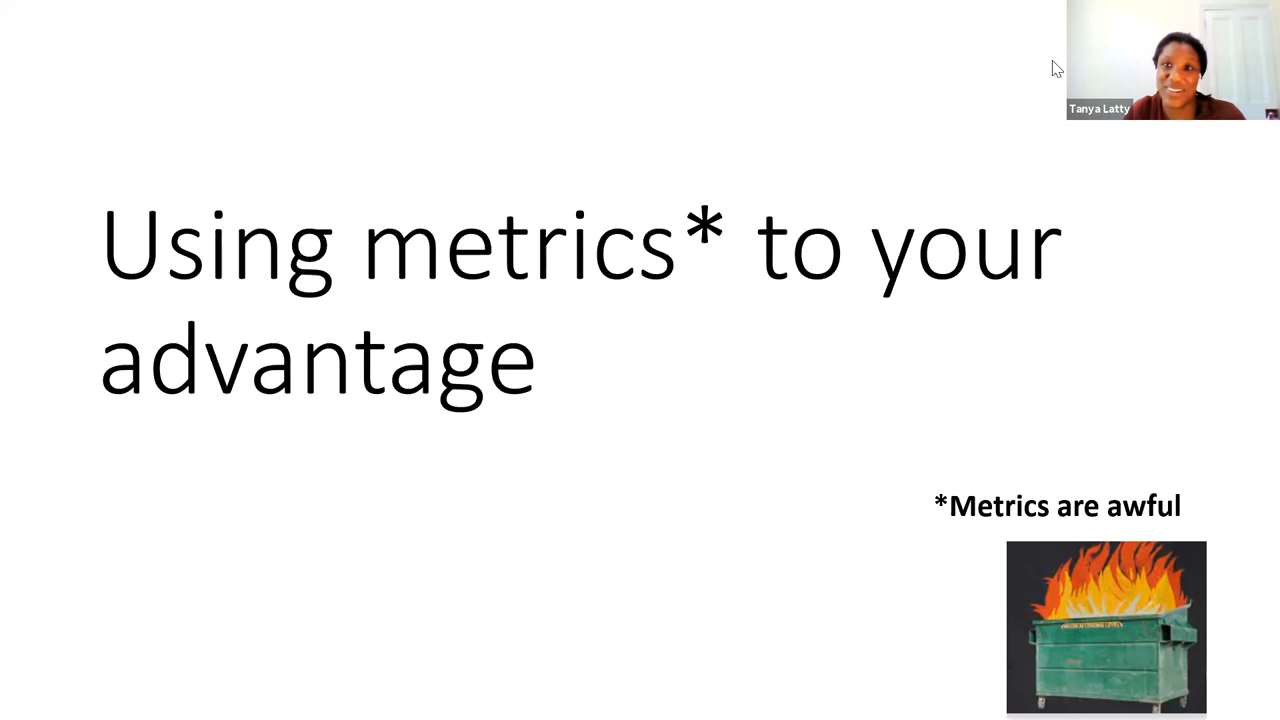 Tanya Latty
Using metrics* to your
advantage
*Metrics are awful